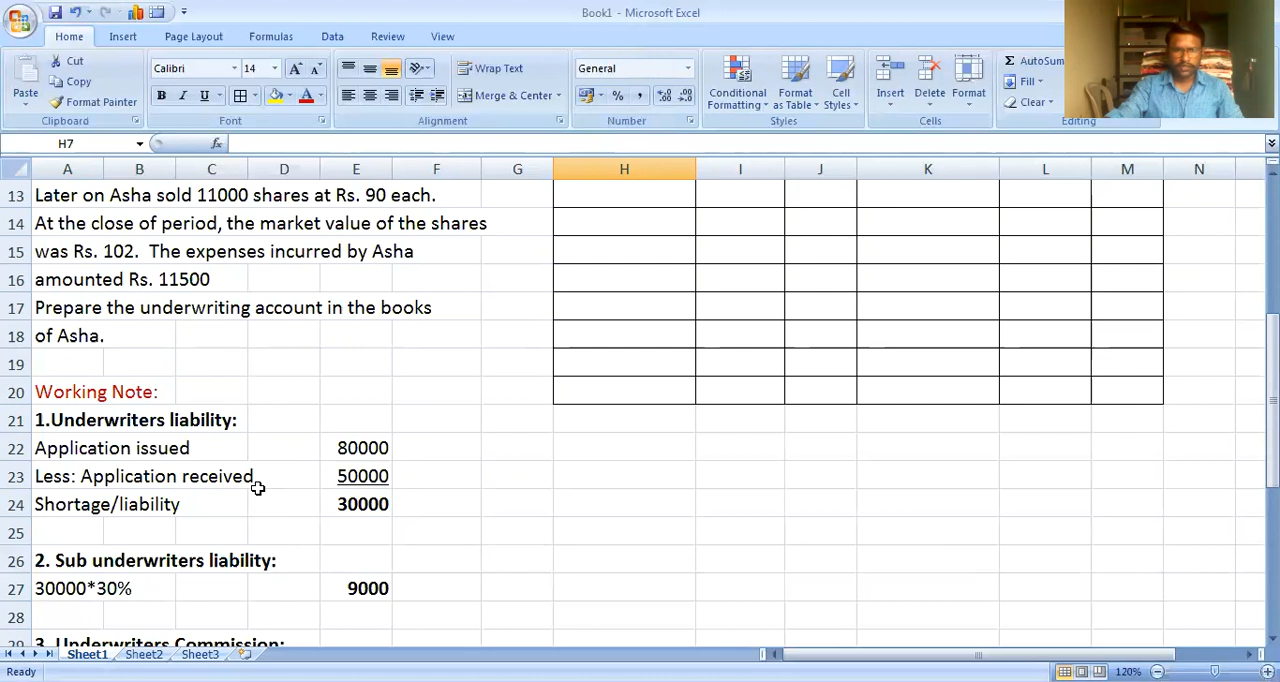 Book1 - Microsoft Excel
Home Insert Page Layout Formulas Data Review View
Paste
Cut
Copy
Format Painter
Clipboard
Calibri 14
B I U
Font
Wrap Text
Merge & Center
Alignment
General
Number
Conditional Formatting
Format as Table
Cell Styles
Styles
Insert Delete Format
Cells
Σ AutoSum
Fill
Clear
Editing
H7 fx
A B C D E F G H I J K L M N
13 Later on Asha sold 11000 shares at Rs. 90 each.
14 At the close of period, the market value of the shares
15 was Rs. 102. The expenses incurred by Asha
16 amounted Rs. 11500
17 Prepare the underwriting account in the books
18 of Asha.
19
20 Working Note:
21 1.Underwriters liability:
22 Application issued 80000
23 Less: Application received 50000
24 Shortage/liability 30000
25
26 2. Sub underwriters liability:
27 30000*30% 9000
28
29 3. Underwriters Commission:
Sheet1 Sheet2 Sheet3
Ready 120%